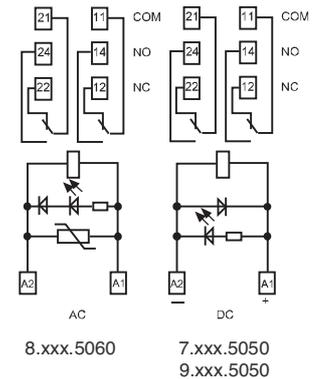 21 11 COM 21 11 COM
24 14 NO 24 14 NO
22 12 NC 22 12 NC
A2 A1 A2 A1
− +
AC DC
8.xxx.5060 7.xxx.5050
9.xxx.5050